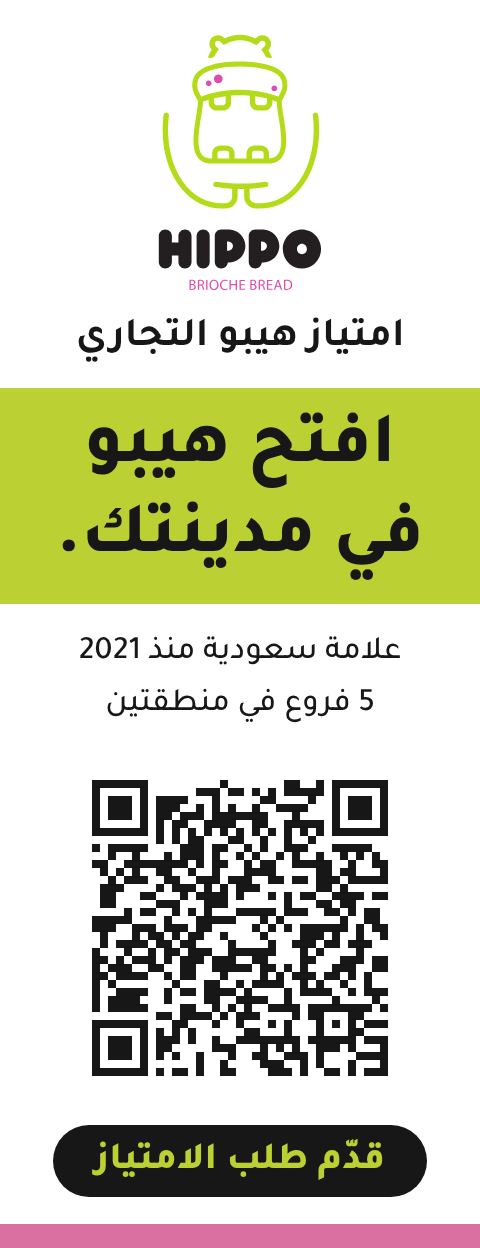 HIPPO
BRIOCHE BREAD
امتياز هيبو التجاري
افتح هيبو
في مدينتك.
علامة سعودية منذ 2021
5 فروع في منطقتين
قدّم طلب الامتياز